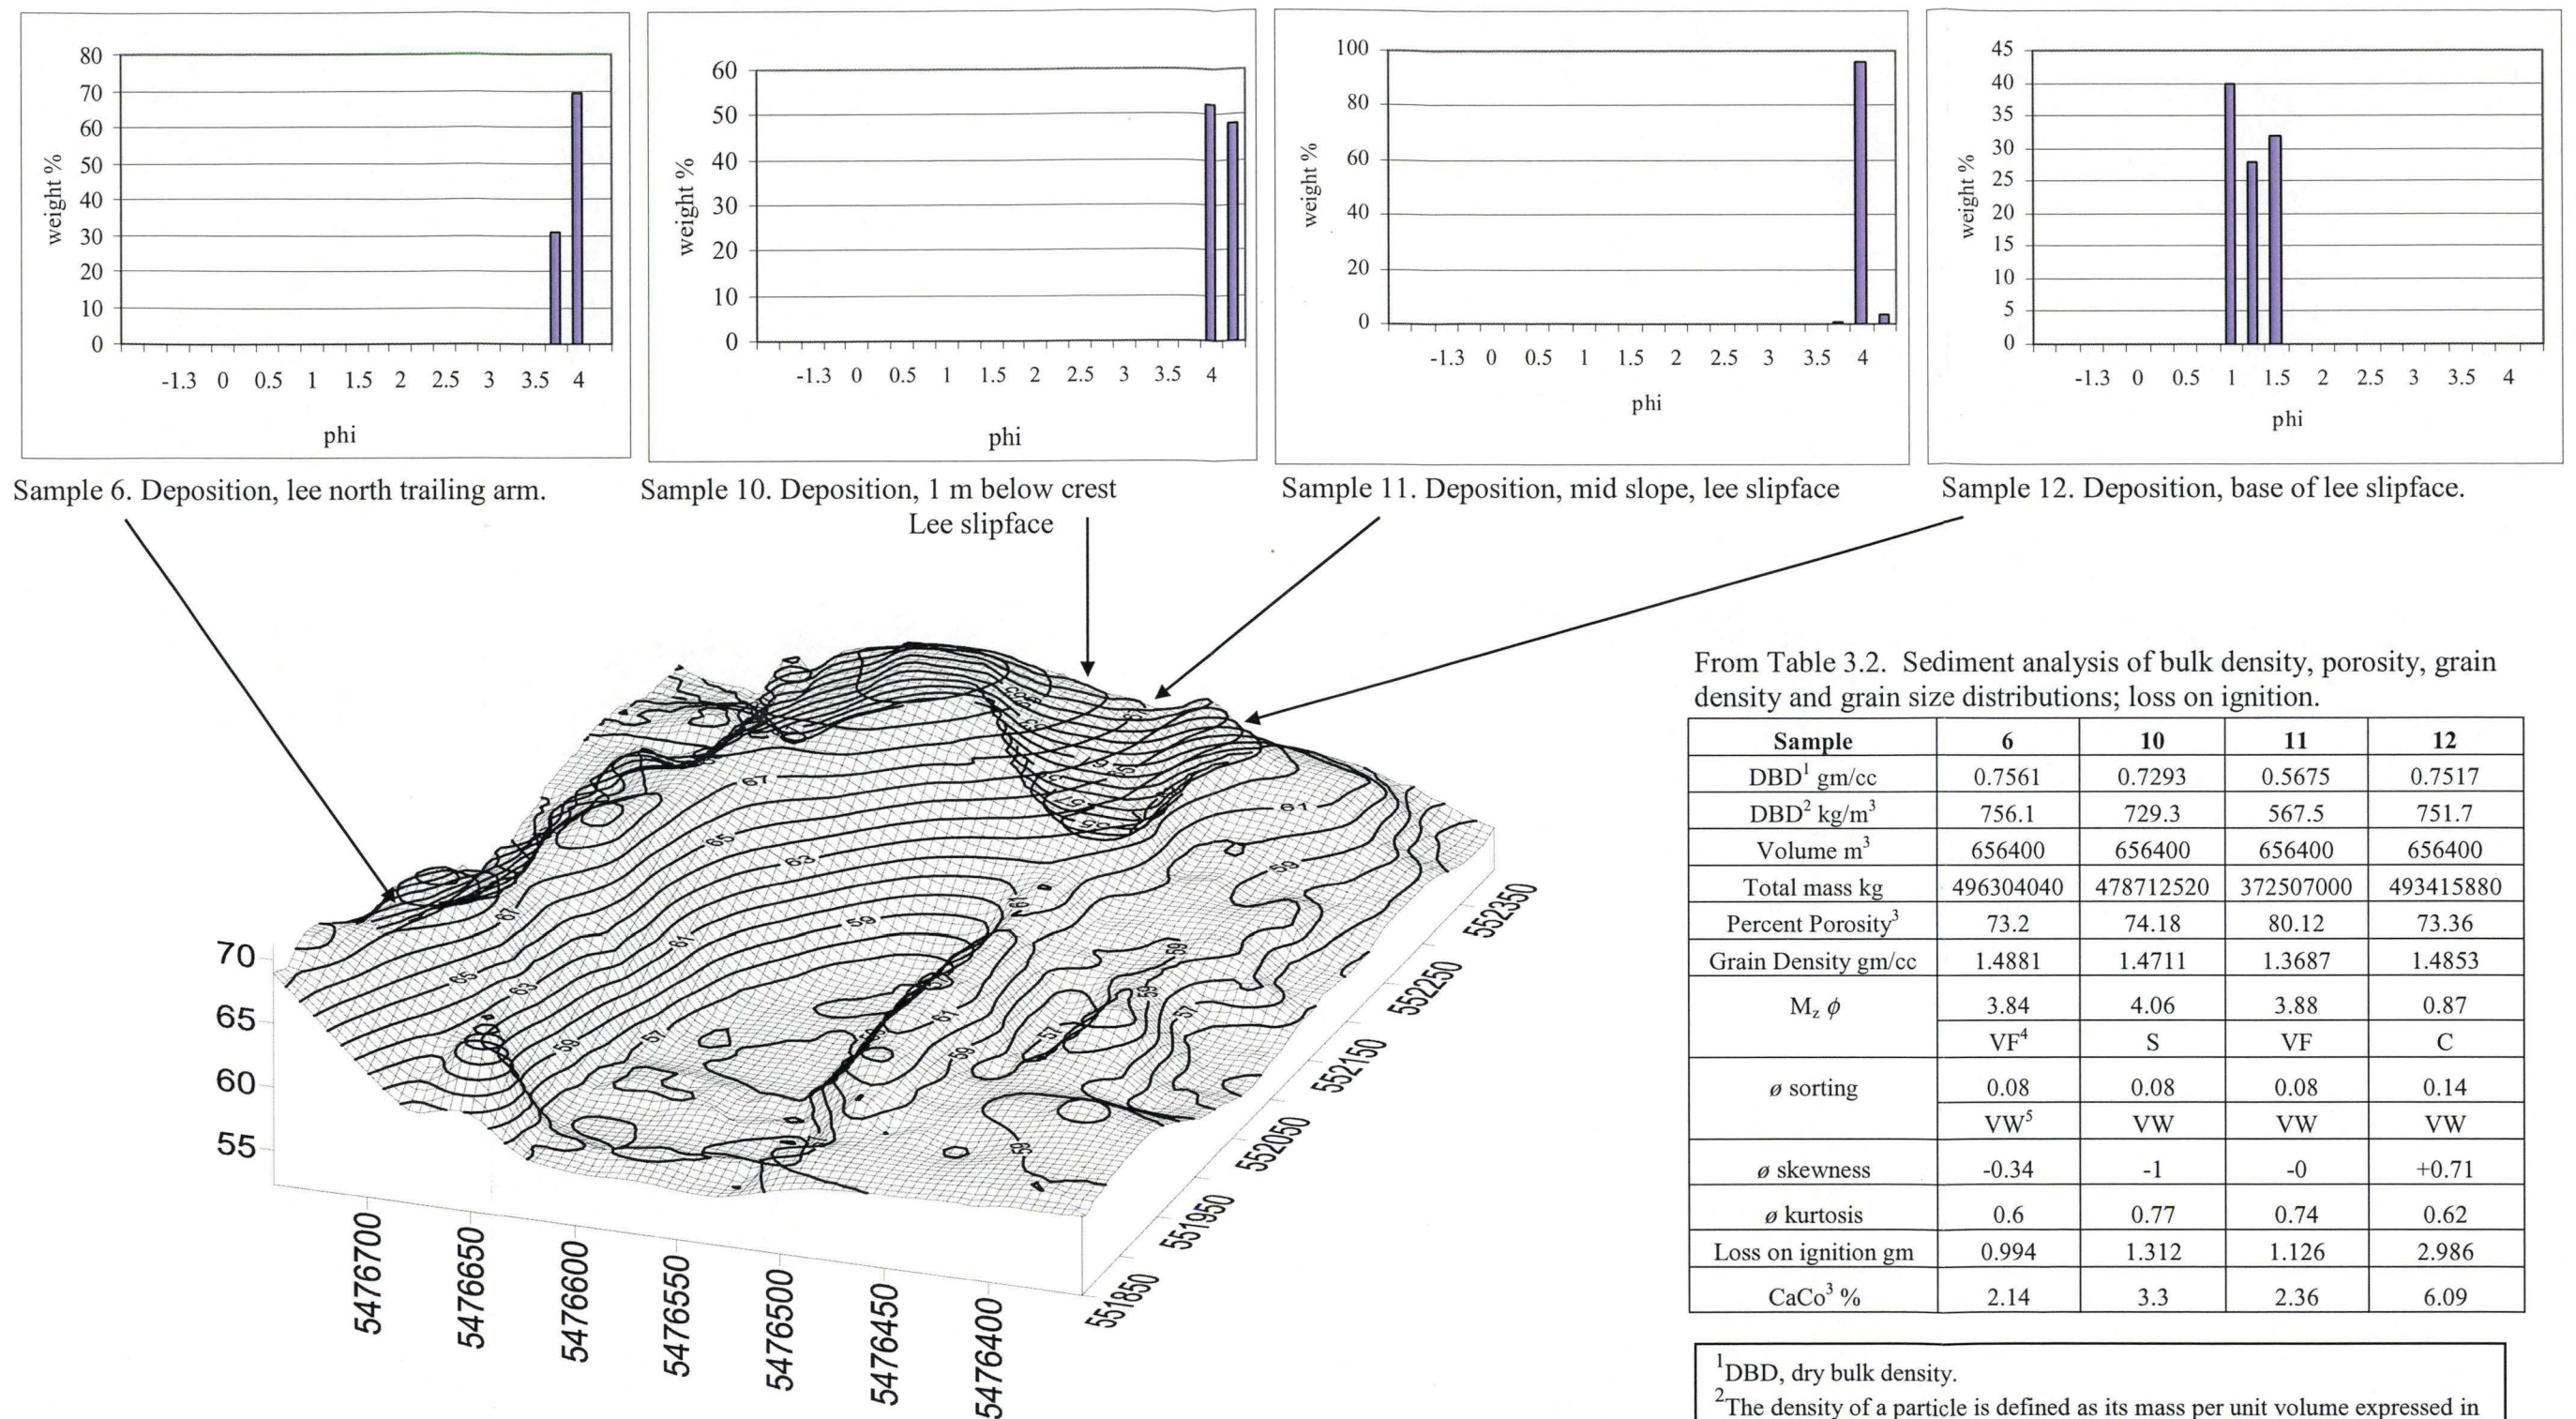 80
70
60
50
40
30
20
10
0
weight %
-1.3 0 0.5 1 1.5 2 2.5 3 3.5 4
phi
60
50
40
30
20
10
0
weight %
-1.3 0 0.5 1 1.5 2 2.5 3 3.5 4
phi
100
80
60
40
20
0
weight %
-1.3 0 0.5 1 1.5 2 2.5 3 3.5 4
phi
45
40
35
30
25
20
15
10
5
0
weight %
-1.3 0 0.5 1 1.5 2 2.5 3 3.5 4
phi
Sample 6. Deposition, lee north trailing arm.
Sample 10. Deposition, 1 m below crest
Lee slipface
Sample 11. Deposition, mid slope, lee slipface
Sample 12. Deposition, base of lee slipface.
67
65
63
61
59
67
65
63
61
59
57
61
59
59
59
57
57
61
59
59
61
70
65
60
55
5476700
5476650
5476600
5476550
5476500
5476450
5476400
551850
551950
552050
552150
552250
552350
From Table 3.2. Sediment analysis of bulk density, porosity, grain
density and grain size distributions; loss on ignition.
Sample 6 10 11 12
DBD1 gm/cc 0.7561 0.7293 0.5675 0.7517
DBD2 kg/m3 756.1 729.3 567.5 751.7
Volume m3 656400 656400 656400 656400
Total mass kg 496304040 478712520 372507000 493415880
Percent Porosity3 73.2 74.18 80.12 73.36
Grain Density gm/cc 1.4881 1.4711 1.3687 1.4853
Mz ϕ 3.84 4.06 3.88 0.87
VF4 S VF C
ø sorting 0.08 0.08 0.08 0.14
VW5 VW VW VW
ø skewness -0.34 -1 -0 +0.71
ø kurtosis 0.6 0.77 0.74 0.62
Loss on ignition gm 0.994 1.312 1.126 2.986
CaCo3 % 2.14 3.3 2.36 6.09
1DBD, dry bulk density.
2The density of a particle is defined as its mass per unit volume expressed in